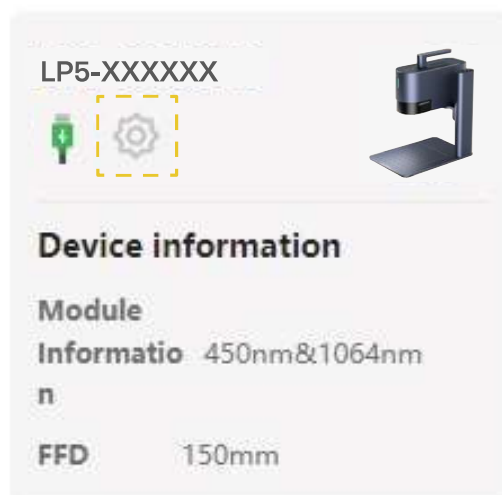 LP5-XXXXXX
Device information
Module
Informatio 450nm&1064nm
n
FFD 150mm